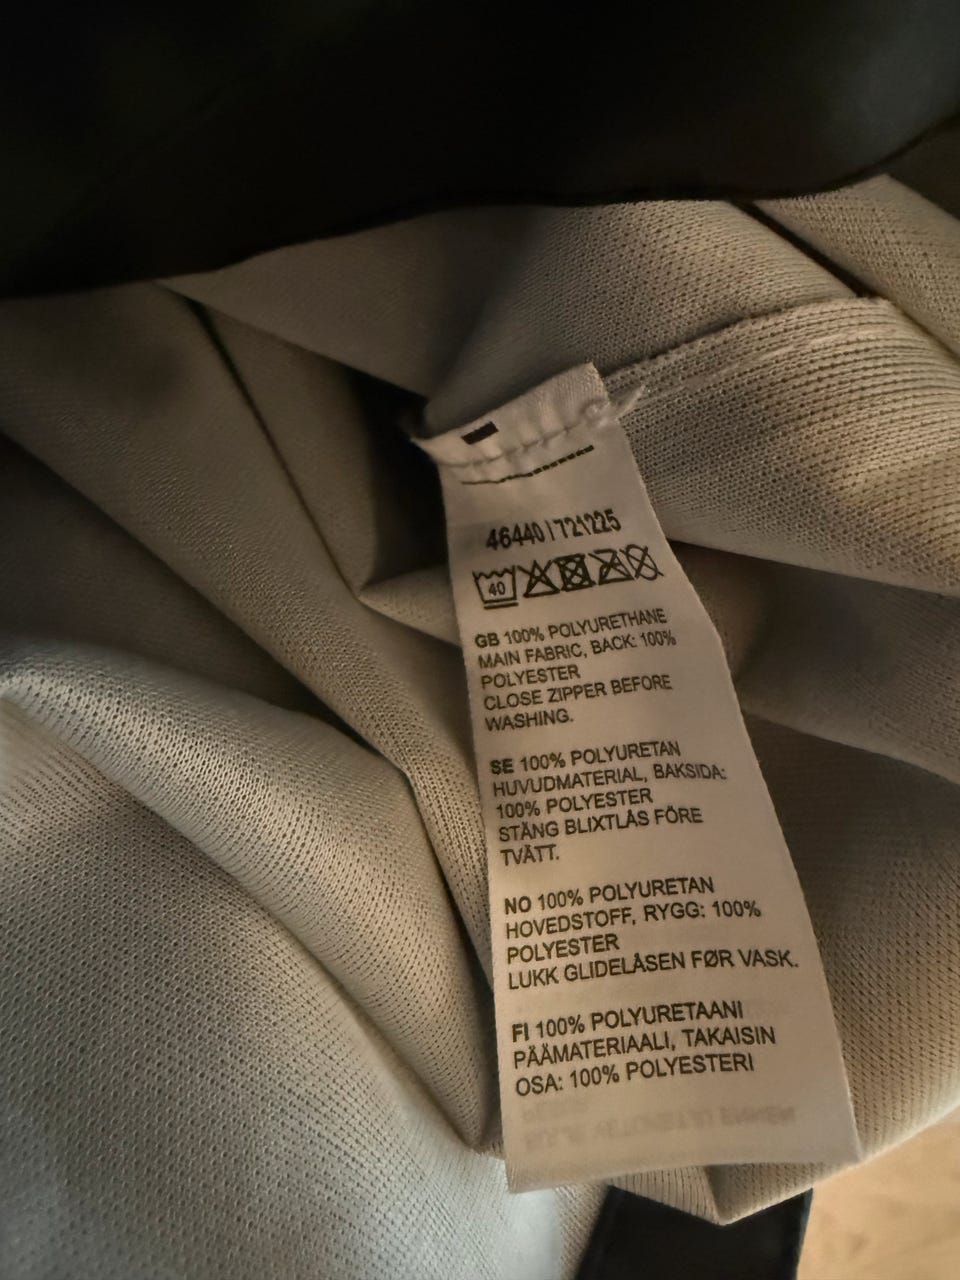 46440 | 721225
40
GB 100% POLYURETHANE
MAIN FABRIC, BACK: 100%
POLYESTER
CLOSE ZIPPER BEFORE
WASHING.
SE 100% POLYURETAN
HUVUDMATERIAL, BAKSIDA:
100% POLYESTER
STÄNG BLIXTLÅS FÖRE
TVÄTT.
NO 100% POLYURETAN
HOVEDSTOFF, RYGG: 100%
POLYESTER
LUKK GLIDELÅSEN FØR VASK.
FI 100% POLYURETAANI
PÄÄMATERIAALI, TAKAISIN
OSA: 100% POLYESTERI